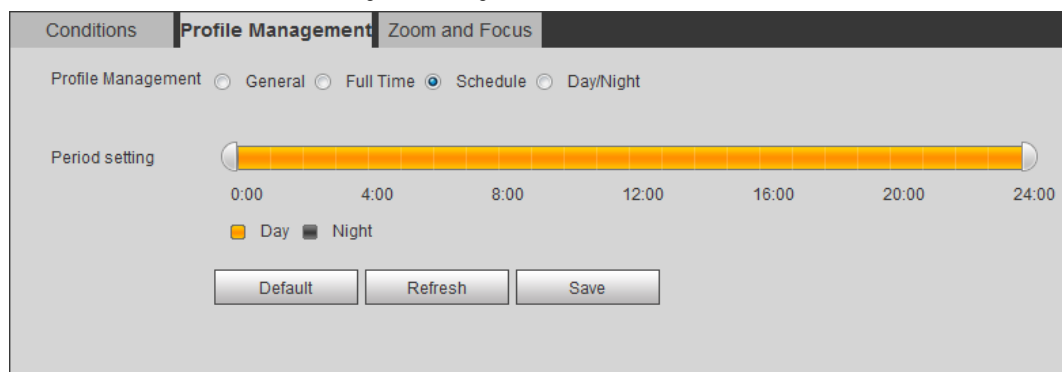 Conditions Profile Management Zoom and Focus
Profile Management General Full Time Schedule Day/Night
Period setting
0:00 4:00 8:00 12:00 16:00 20:00 24:00
Day Night
Default Refresh Save